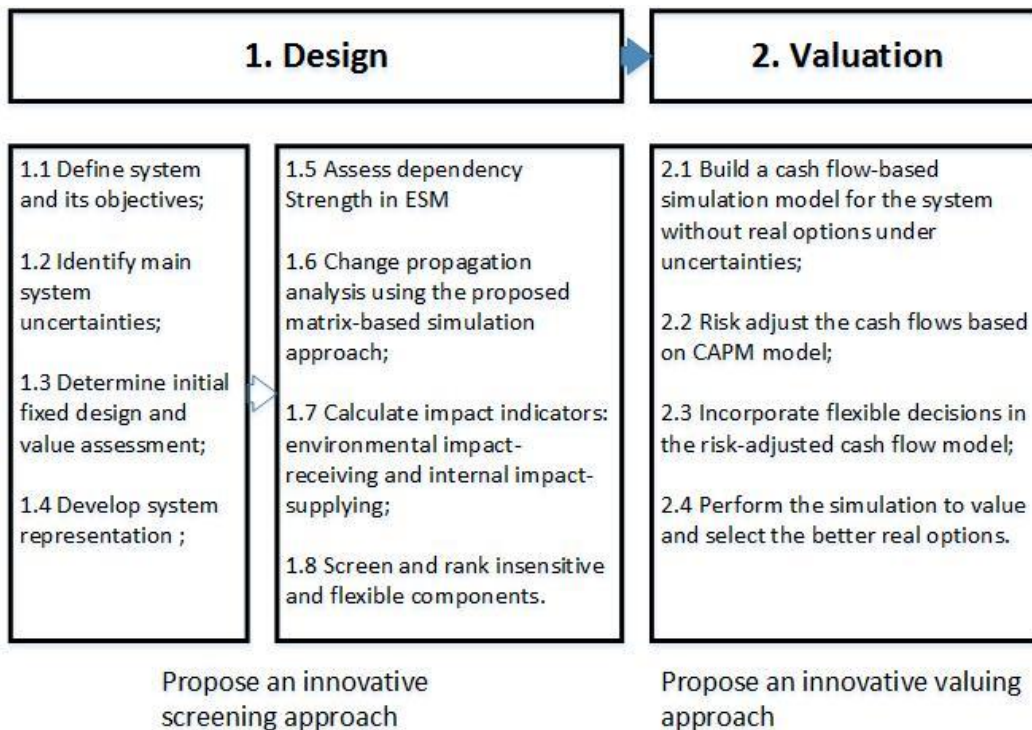 1. Design
2. Valuation
1.1 Define system
and its objectives;
1.2 Identify main
system
uncertainties;
1.3 Determine initial
fixed design and
value assessment;
1.4 Develop system
representation ;
1.5 Assess dependency
Strength in ESM
1.6 Change propagation
analysis using the proposed
matrix-based simulation
approach;
1.7 Calculate impact indicators:
environmental impact-
receiving and internal impact-
supplying;
1.8 Screen and rank insensitive
and flexible components.
2.1 Build a cash flow-based
simulation model for the system
without real options under
uncertainties;
2.2 Risk adjust the cash flows based
on CAPM model;
2.3 Incorporate flexible decisions in
the risk-adjusted cash flow model;
2.4 Perform the simulation to value
and select the better real options.
Propose an innovative
screening approach
Propose an innovative valuing
approach